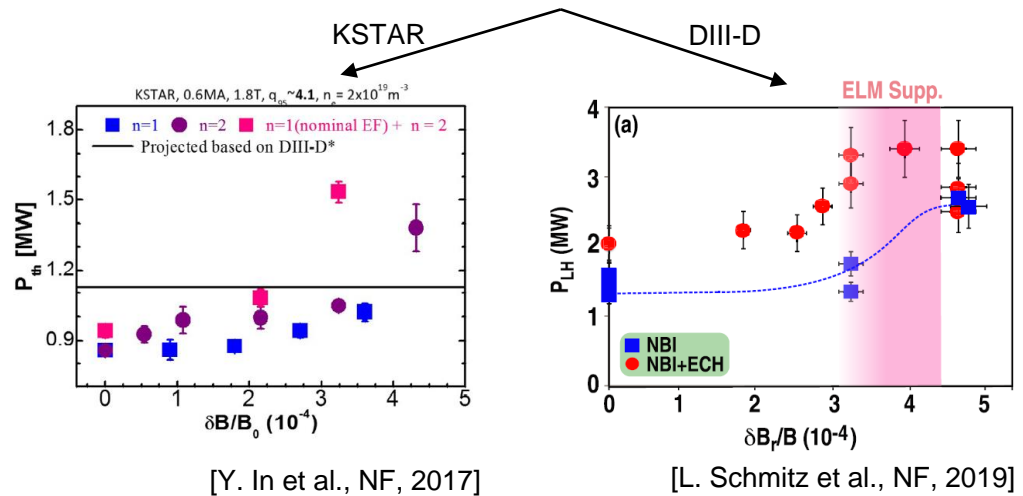 KSTAR
DIII-D
KSTAR, 0.6MA, 1.8T, q95~4.1, ne = 2x10^19 m^-3
n=1 n=2 n=1(nominal EF) + n = 2
Projected based on DIII-D*
Pth [MW]
1.8
1.5
1.2
0.9
0 1 2 3 4 5
δB/B0 (10^-4)
[Y. In et al., NF, 2017]
ELM Supp.
(a)
PLH (MW)
4
3
2
1
0
NBI
NBI+ECH
0 1 2 3 4 5
δBr/B (10^-4)
[L. Schmitz et al., NF, 2019]